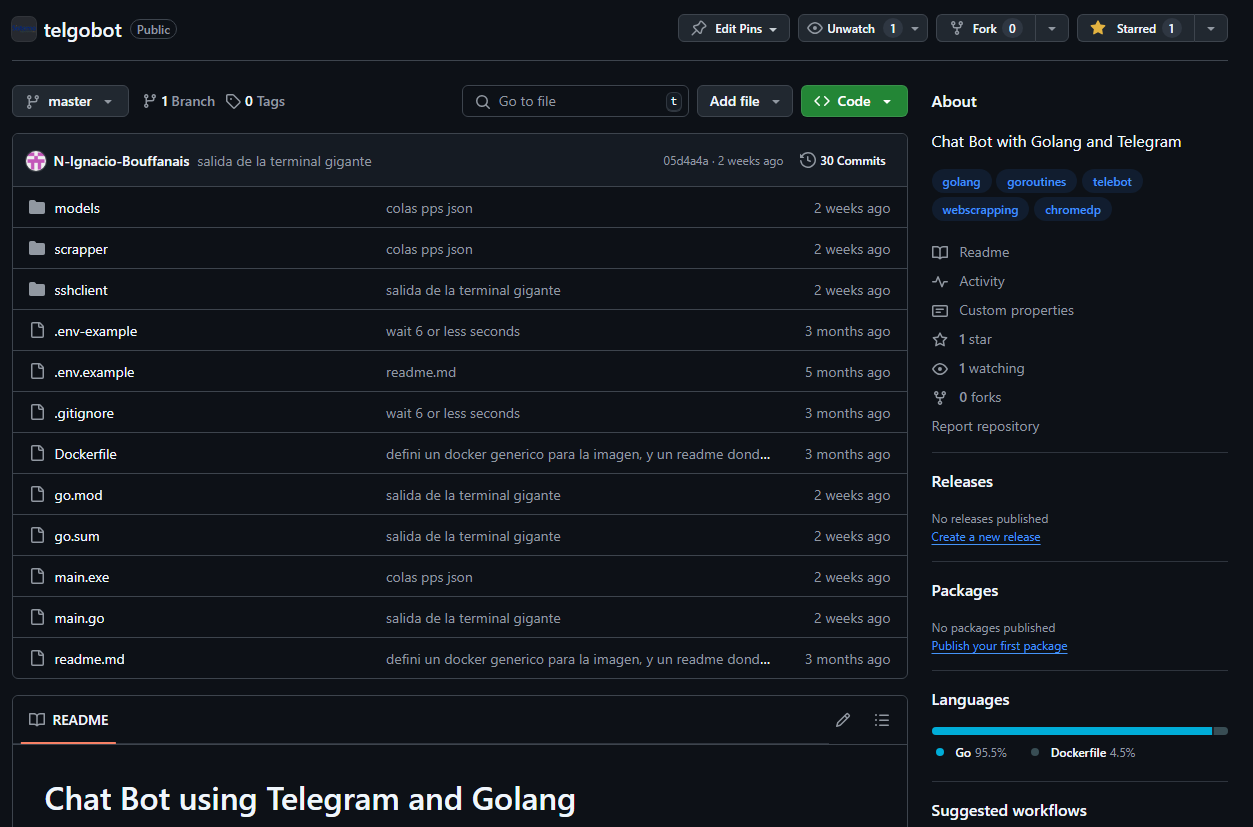 telgobot Public Edit Pins Unwatch 1 Fork 0 Starred 1
master 1 Branch 0 Tags Go to file t Add file Code
N-Ignacio-Bouffanais salida de la terminal gigante 05d4a4a · 2 weeks ago 30 Commits
models colas pps json 2 weeks ago
scrapper colas pps json 2 weeks ago
sshclient salida de la terminal gigante 2 weeks ago
.env-example wait 6 or less seconds 3 months ago
.env.example readme.md 5 months ago
.gitignore wait 6 or less seconds 3 months ago
Dockerfile defini un docker generico para la imagen, y un readme dond... 3 months ago
go.mod salida de la terminal gigante 2 weeks ago
go.sum salida de la terminal gigante 2 weeks ago
main.exe colas pps json 2 weeks ago
main.go salida de la terminal gigante 2 weeks ago
readme.md defini un docker generico para la imagen, y un readme dond... 3 months ago
README
Chat Bot using Telegram and Golang
About
Chat Bot with Golang and Telegram
golang goroutines telebot
webscrapping chromedp
Readme
Activity
Custom properties
1 star
1 watching
0 forks
Report repository
Releases
No releases published
Create a new release
Packages
No packages published
Publish your first package
Languages
Go 95.5% Dockerfile 4.5%
Suggested workflows